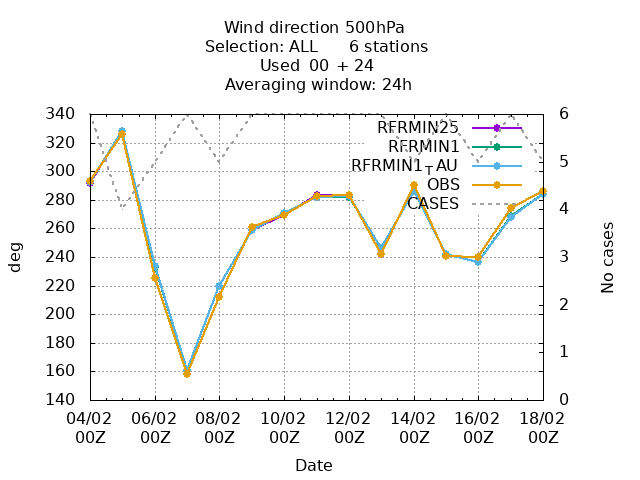 Wind direction 500hPa
Selection: ALL 6 stations
Used 00 + 24
Averaging window: 24h
340 6
RFRMIN25
320
RFRMIN1
300 5
RFRMIN1_TAU
OBS
280
CASES
260 4
240 3
220 2
200
180 1
160
140 0
deg
No cases
04/02 06/02 08/02 10/02 12/02 14/02 16/02 18/02
00Z 00Z 00Z 00Z 00Z 00Z 00Z 00Z
Date